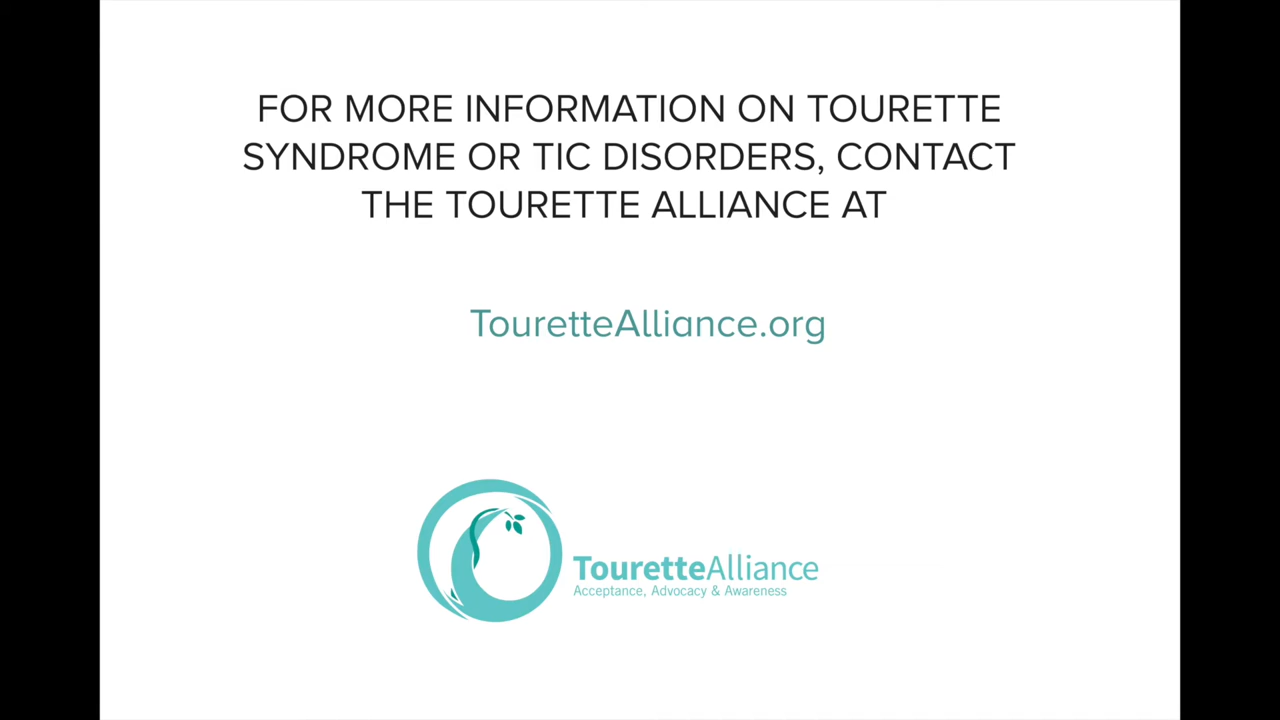 FOR MORE INFORMATION ON TOURETTE
SYNDROME OR TIC DISORDERS, CONTACT
THE TOURETTE ALLIANCE AT
TouretteAlliance.org
TouretteAlliance
Acceptance, Advocacy & Awareness